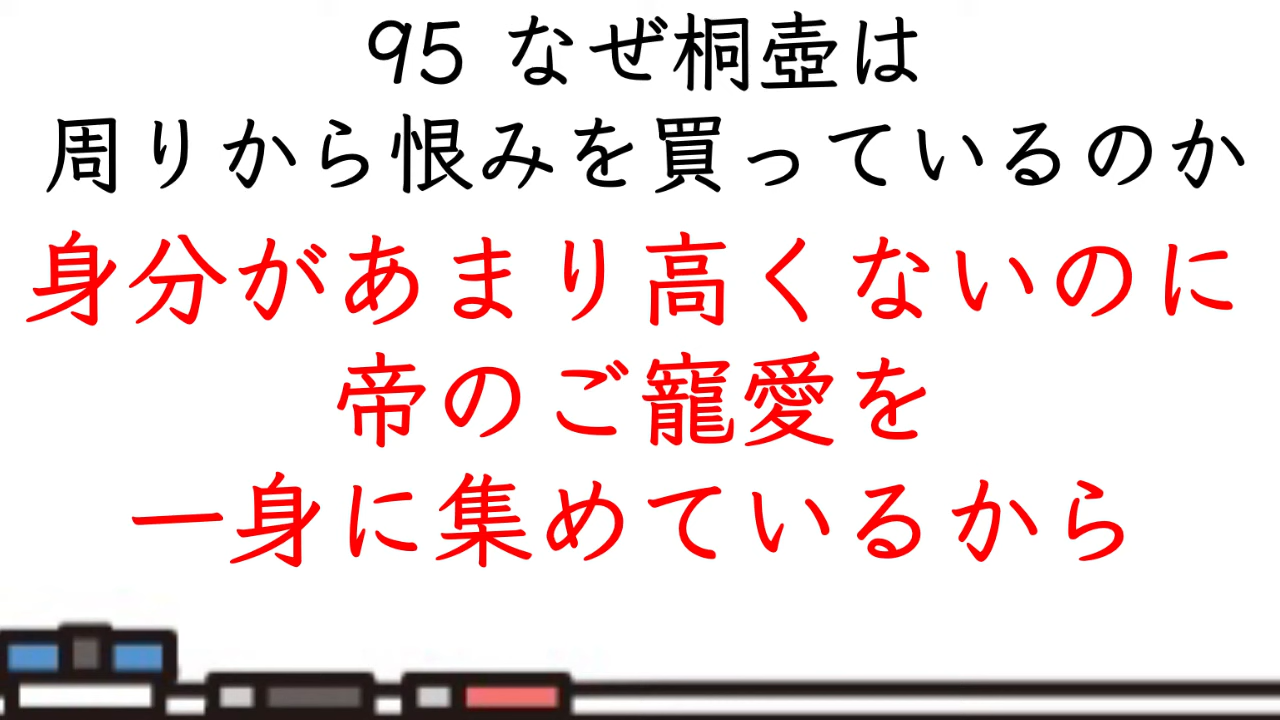 95 なぜ桐壺は
周りから恨みを買っているのか
身分があまり高くないのに
帝のご寵愛を
一身に集めているから